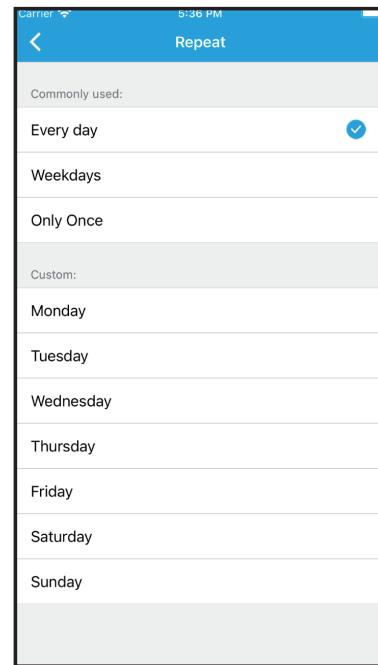 Carrier 5:36 PM
Repeat
Commonly used:
Every day
Weekdays
Only Once
Custom:
Monday
Tuesday
Wednesday
Thursday
Friday
Saturday
Sunday